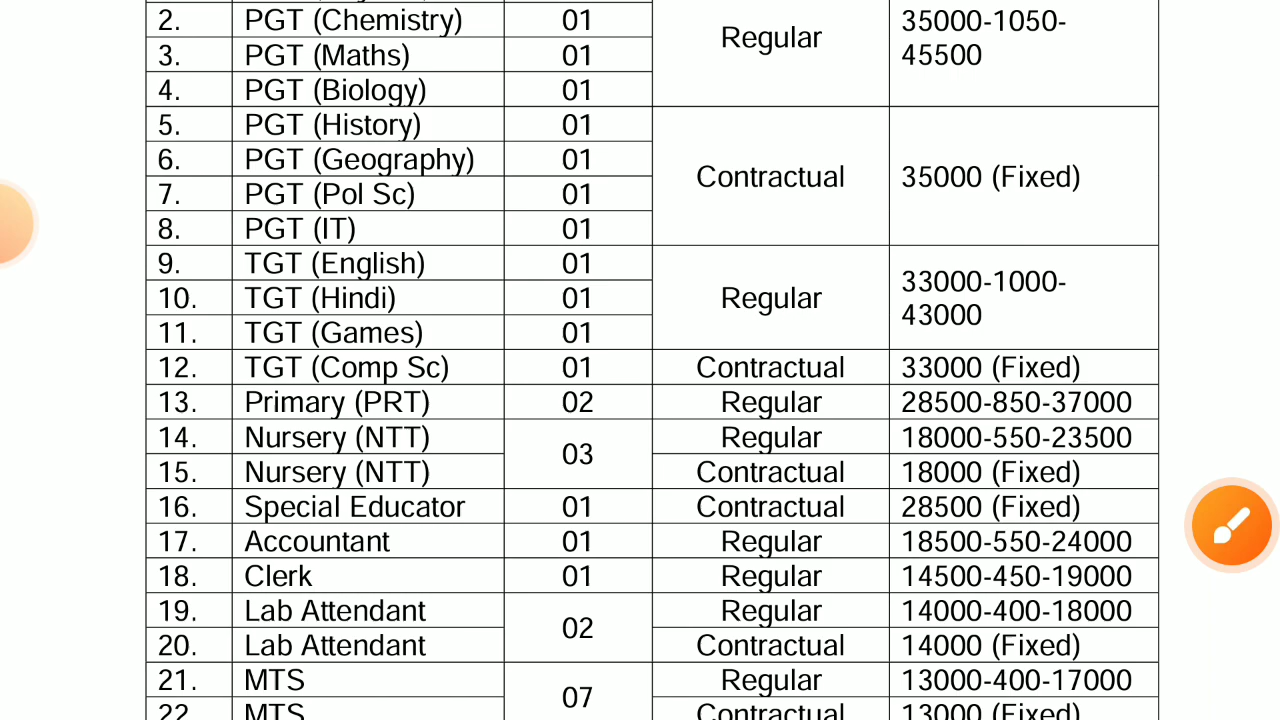 2. PGT (Chemistry) 01 Regular 35000-1050-
45500
3. PGT (Maths) 01
4. PGT (Biology) 01
5. PGT (History) 01 Contractual 35000 (Fixed)
6. PGT (Geography) 01
7. PGT (Pol Sc) 01
8. PGT (IT) 01
9. TGT (English) 01 Regular 33000-1000-
43000
10. TGT (Hindi) 01
11. TGT (Games) 01
12. TGT (Comp Sc) 01 Contractual 33000 (Fixed)
13. Primary (PRT) 02 Regular 28500-850-37000
14. Nursery (NTT) 03 Regular 18000-550-23500
15. Nursery (NTT) Contractual 18000 (Fixed)
16. Special Educator 01 Contractual 28500 (Fixed)
17. Accountant 01 Regular 18500-550-24000
18. Clerk 01 Regular 14500-450-19000
19. Lab Attendant 02 Regular 14000-400-18000
20. Lab Attendant Contractual 14000 (Fixed)
21. MTS 07 Regular 13000-400-17000
22. MTS Contractual 13000 (Fixed)